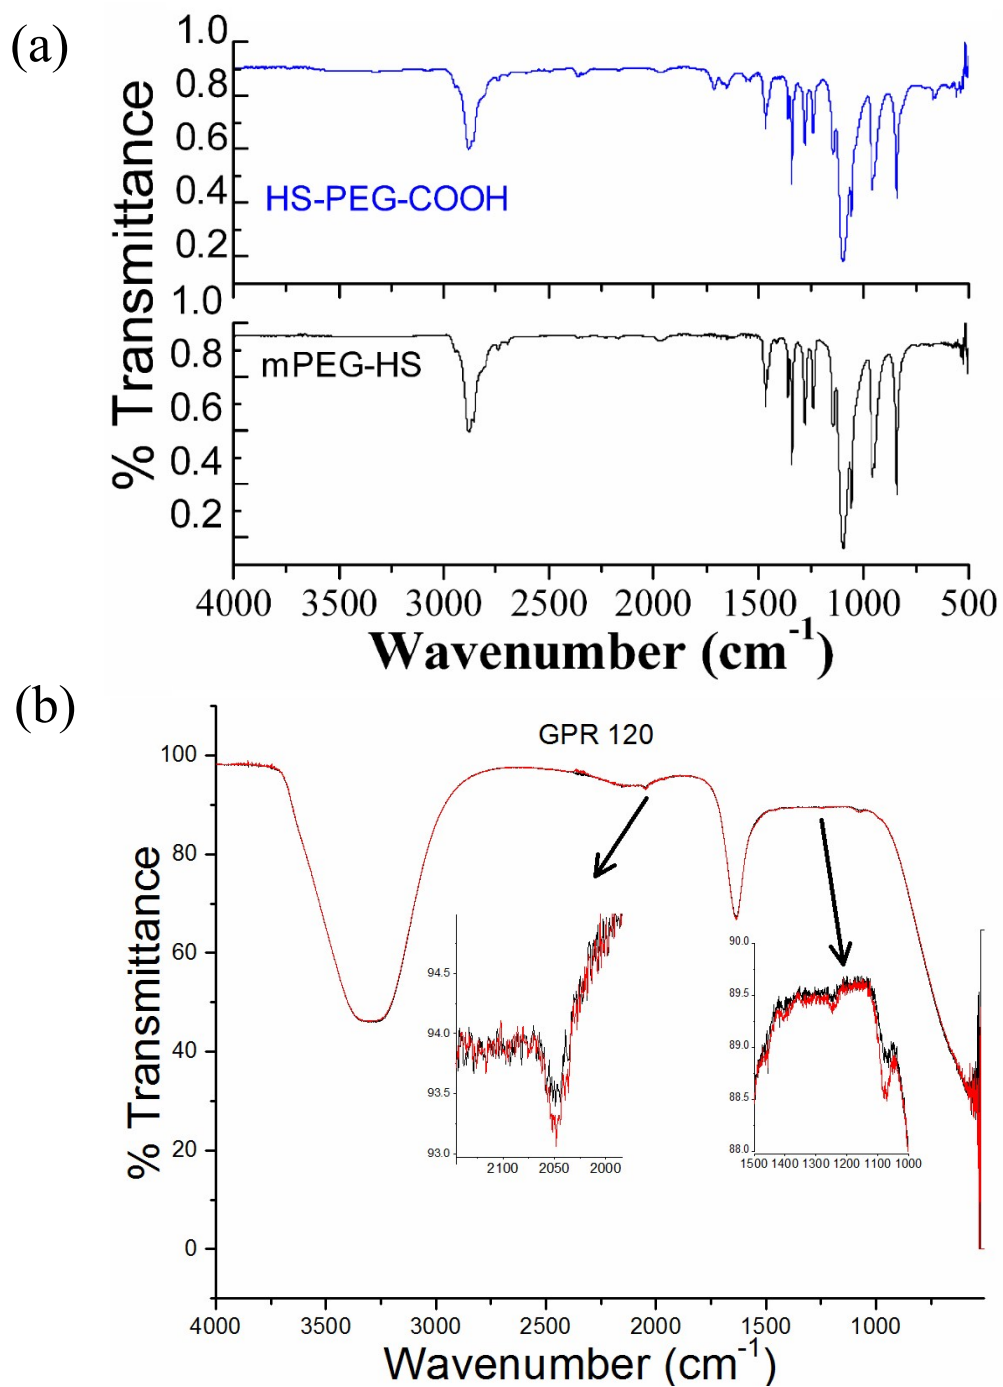 (a)
1.0
0.8
0.6
0.4
0.2
HS-PEG-COOH
1.0
0.8
0.6
0.4
0.2
mPEG-HS
% Transmittance
4000 3500 3000 2500 2000 1500 1000 500
Wavenumber (cm-1)
(b)
GPR 120
100
80
60
40
20
0
% Transmittance
94.5
94.0
93.5
93.0
2100 2050 2000
90.0
89.5
89.0
88.5
88.0
1500 1400 1300 1200 1100 1000
4000 3500 3000 2500 2000 1500 1000
Wavenumber (cm-1)